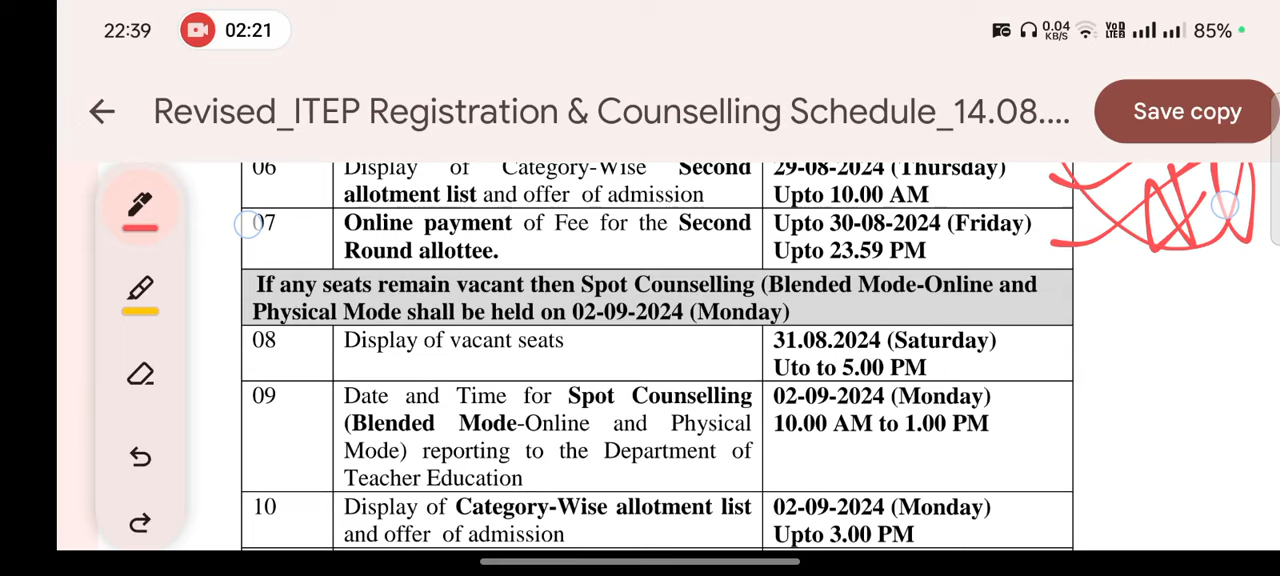 22:39
02:21
0.04
KB/S
VoD
LTE
85%
Revised_ITEP Registration & Counselling Schedule_14.08....
Save copy
06
Display of Category-Wise Second
allotment list and offer of admission
29-08-2024 (Thursday)
Upto 10.00 AM
07
Online payment of Fee for the Second
Round allottee.
Upto 30-08-2024 (Friday)
Upto 23.59 PM
If any seats remain vacant then Spot Counselling (Blended Mode-Online and
Physical Mode shall be held on 02-09-2024 (Monday)
08
Display of vacant seats
31.08.2024 (Saturday)
Uto to 5.00 PM
09
Date and Time for Spot Counselling
(Blended Mode-Online and Physical
Mode) reporting to the Department of
Teacher Education
02-09-2024 (Monday)
10.00 AM to 1.00 PM
10
Display of Category-Wise allotment list
and offer of admission
02-09-2024 (Monday)
Upto 3.00 PM